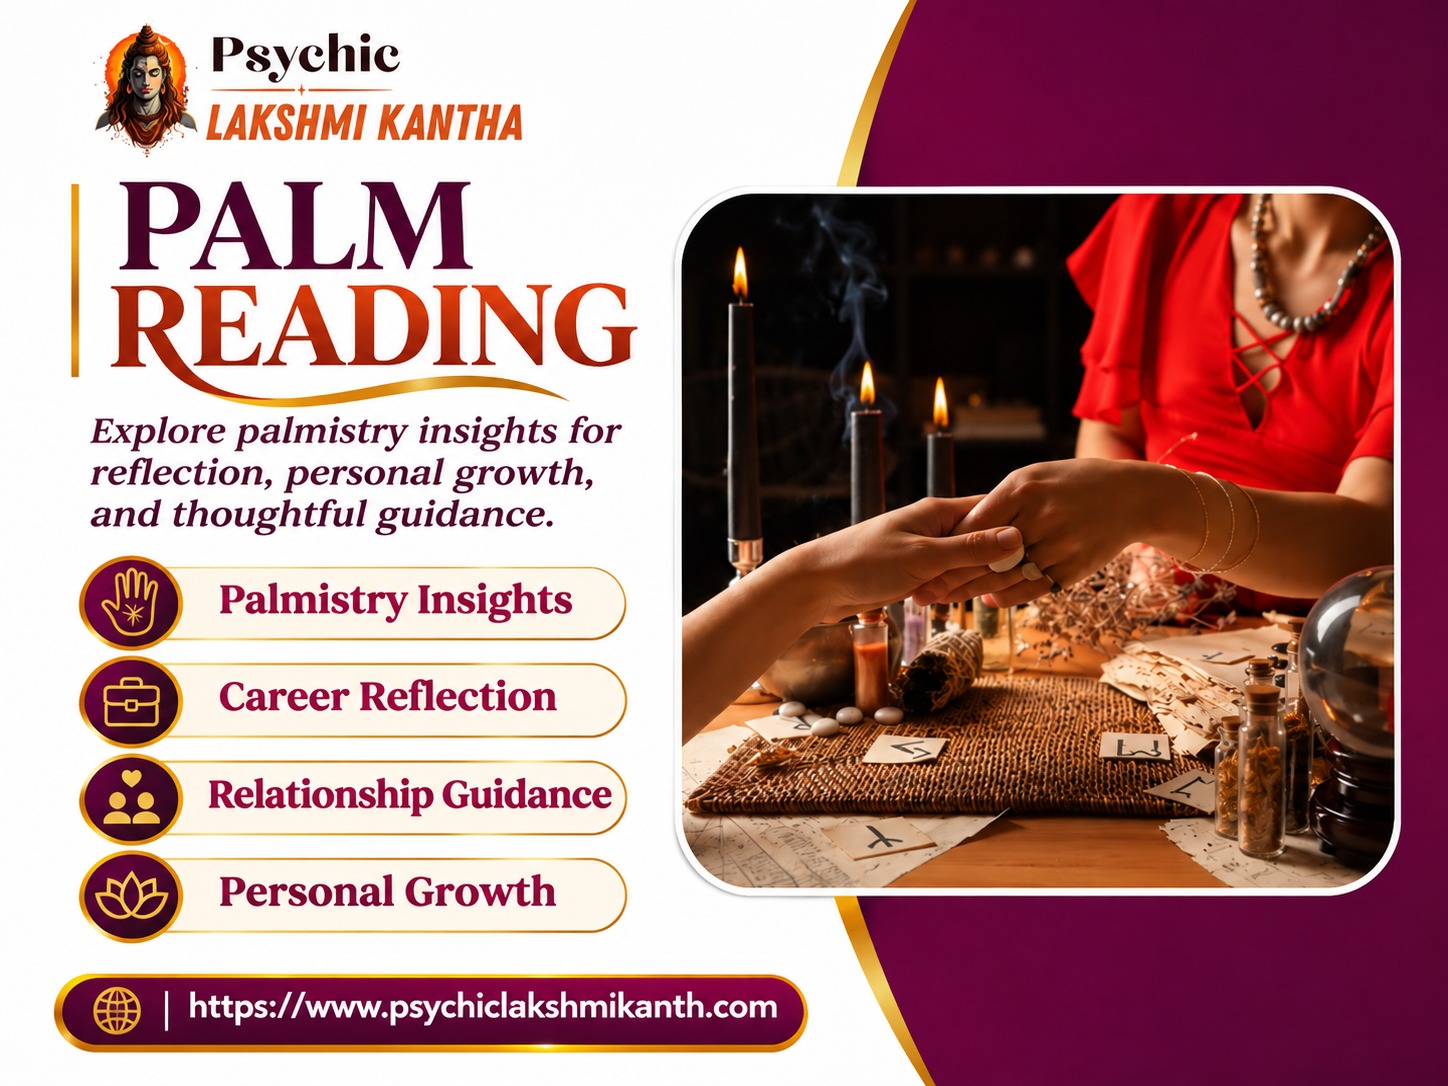 Psychic
LAKSHMI KANTHA
PALM
READING
Explore palmistry insights for
reflection, personal growth,
and thoughtful guidance.
Palmistry Insights
Career Reflection
Relationship Guidance
Personal Growth
https://www.psychiclakshmikanth.com